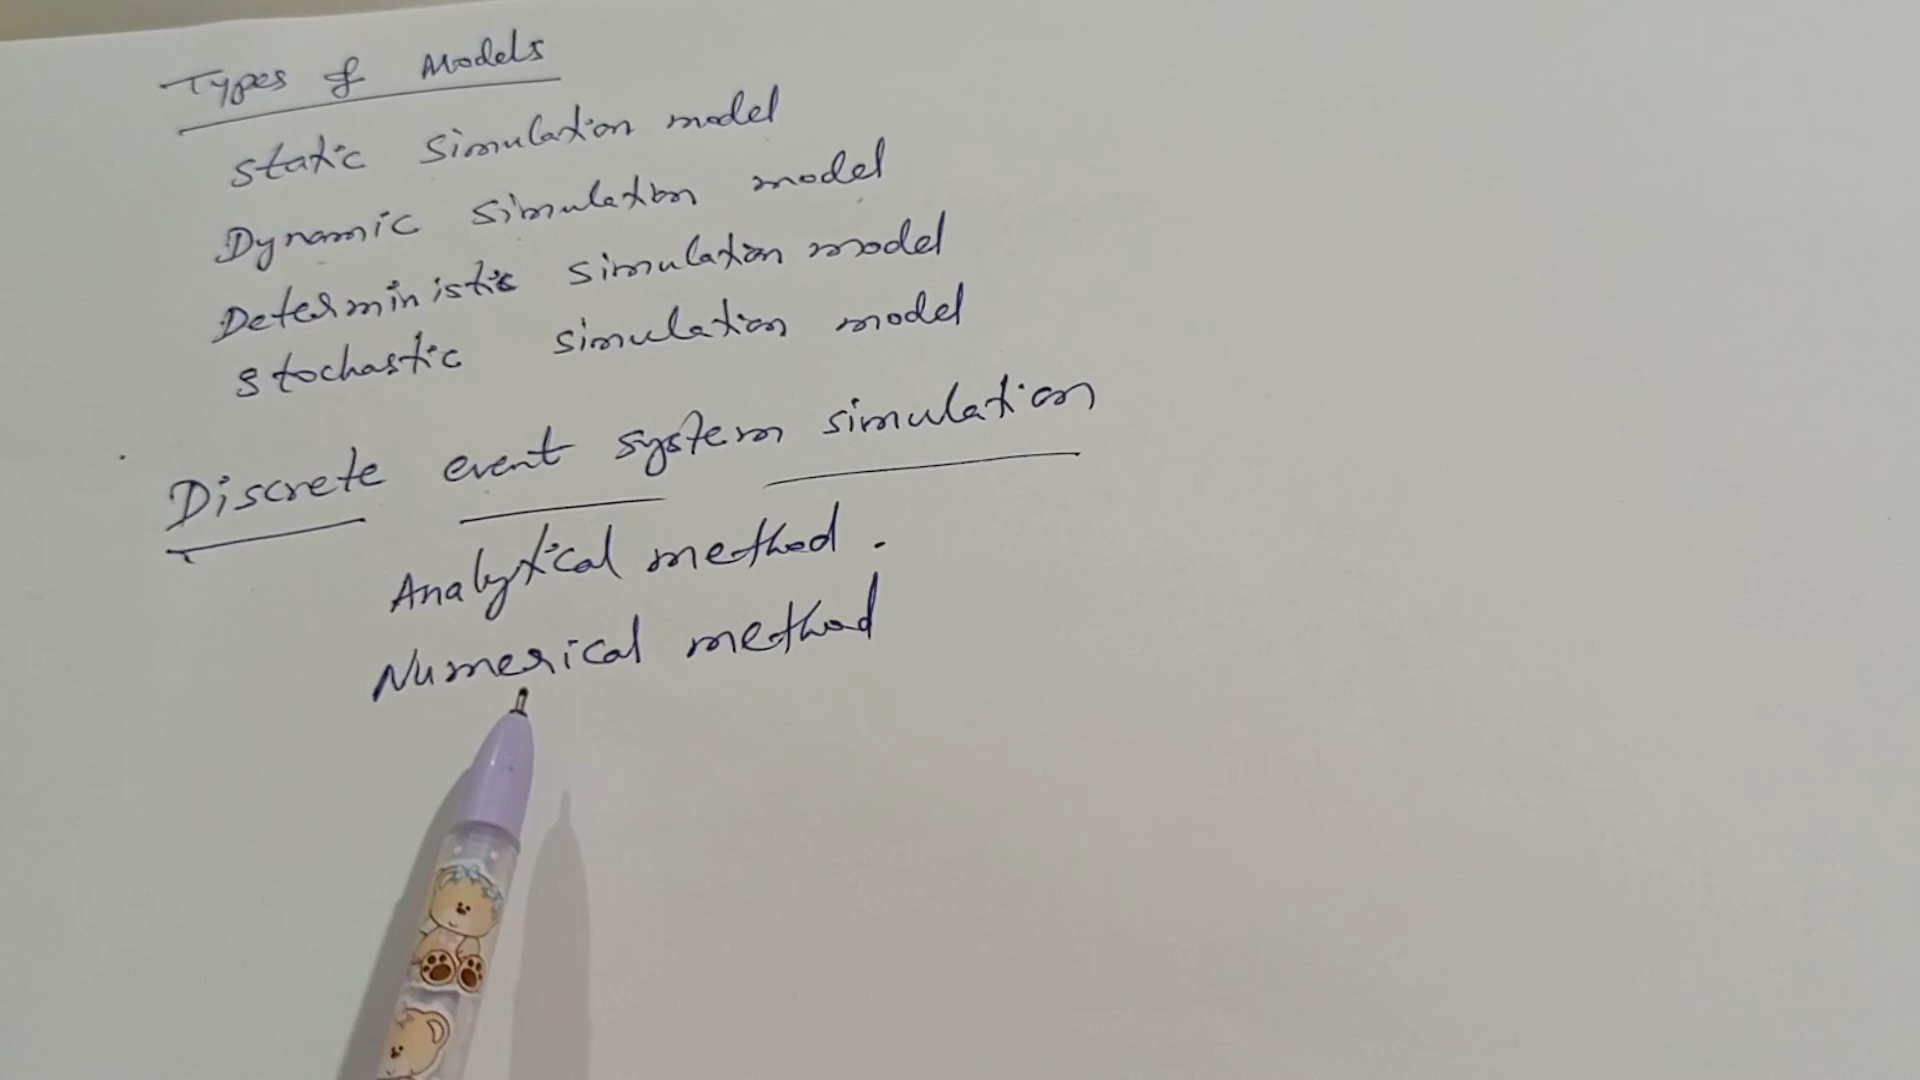 Types of Models
Static Simulation model
Dynamic Simulation model
Deterministic Simulation model
Stochastic Simulation model
Discrete event system simulation
Analytical method.
Numerical method